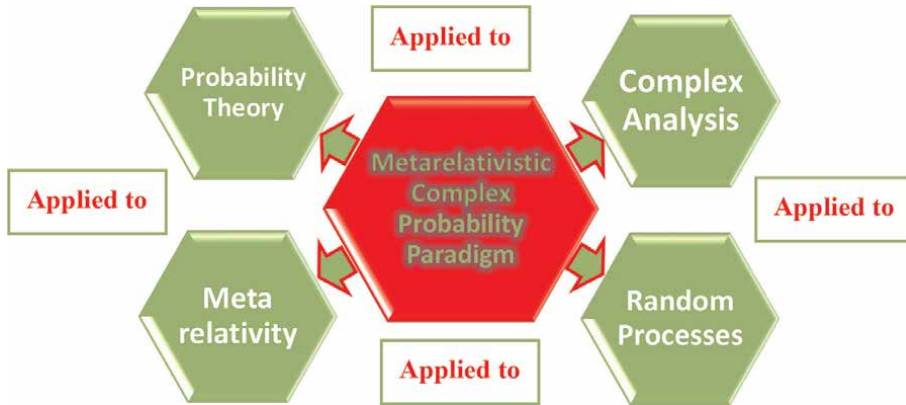 Applied to
Probability
Theory
Complex
Analysis
Metarelativistic
Complex
Probability
Paradigm
Applied to
Applied to
Meta
relativity
Random
Processes
Applied to